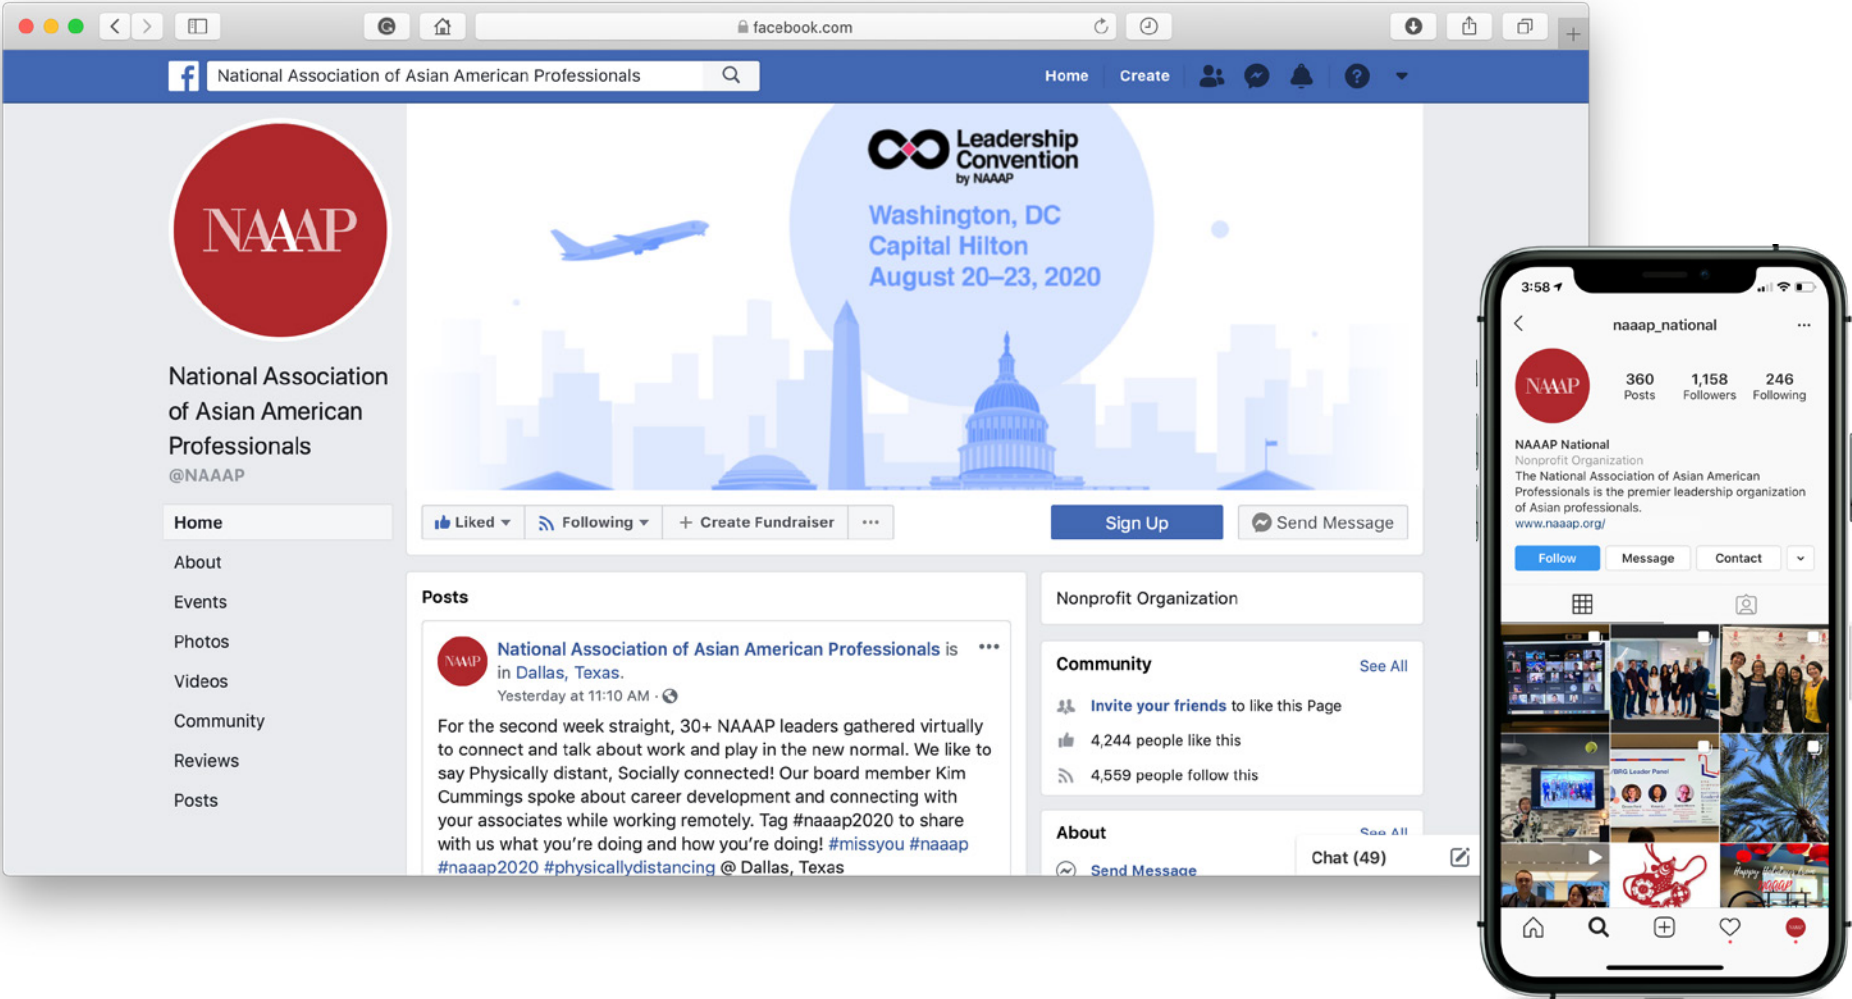 facebook.com
National Association of Asian American Professionals
Home
Create
NAAAP
Leadership
Convention
by NAAAP
Washington, DC
Capital Hilton
August 20–23, 2020
National Association
of Asian American
Professionals
@NAAAP
Home
About
Events
Photos
Videos
Community
Reviews
Posts
Liked
Following
+ Create Fundraiser
Sign Up
Send Message
Posts
NAAAP
National Association of Asian American Professionals is
in Dallas, Texas.
Yesterday at 11:10 AM ·
For the second week straight, 30+ NAAAP leaders gathered virtually
to connect and talk about work and play in the new normal. We like to
say Physically distant, Socially connected! Our board member Kim
Cummings spoke about career development and connecting with
your associates while working remotely. Tag #naaap2020 to share
with us what you’re doing and how you’re doing! #missyou #naaap
#naaap2020 #physicallydistancing @ Dallas, Texas
Nonprofit Organization
Community
See All
Invite your friends to like this Page
4,244 people like this
4,559 people follow this
About
See All
Send Message
Chat (49)
3:58
naaap_national
NAAAP
360
Posts
1,158
Followers
246
Following
NAAAP National
Nonprofit Organization
The National Association of Asian American
Professionals is the premier leadership organization
of Asian professionals.
www.naaap.org/
Follow
Message
Contact
/BRG Leader Panel
Happy Holidays from
naaap